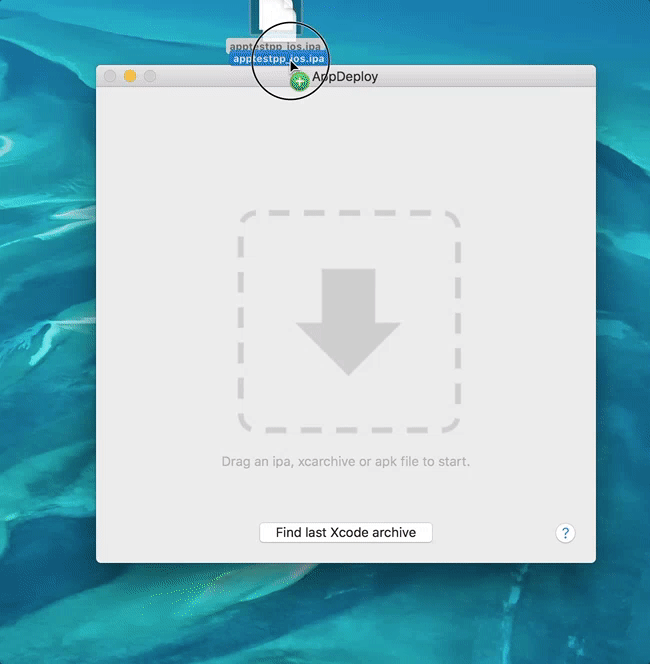 apptestpp_ios.ipa
apptestpp_ios.ipa
AppDeploy
Drag an ipa, xcarchive or apk file to start.
Find last Xcode archive
?